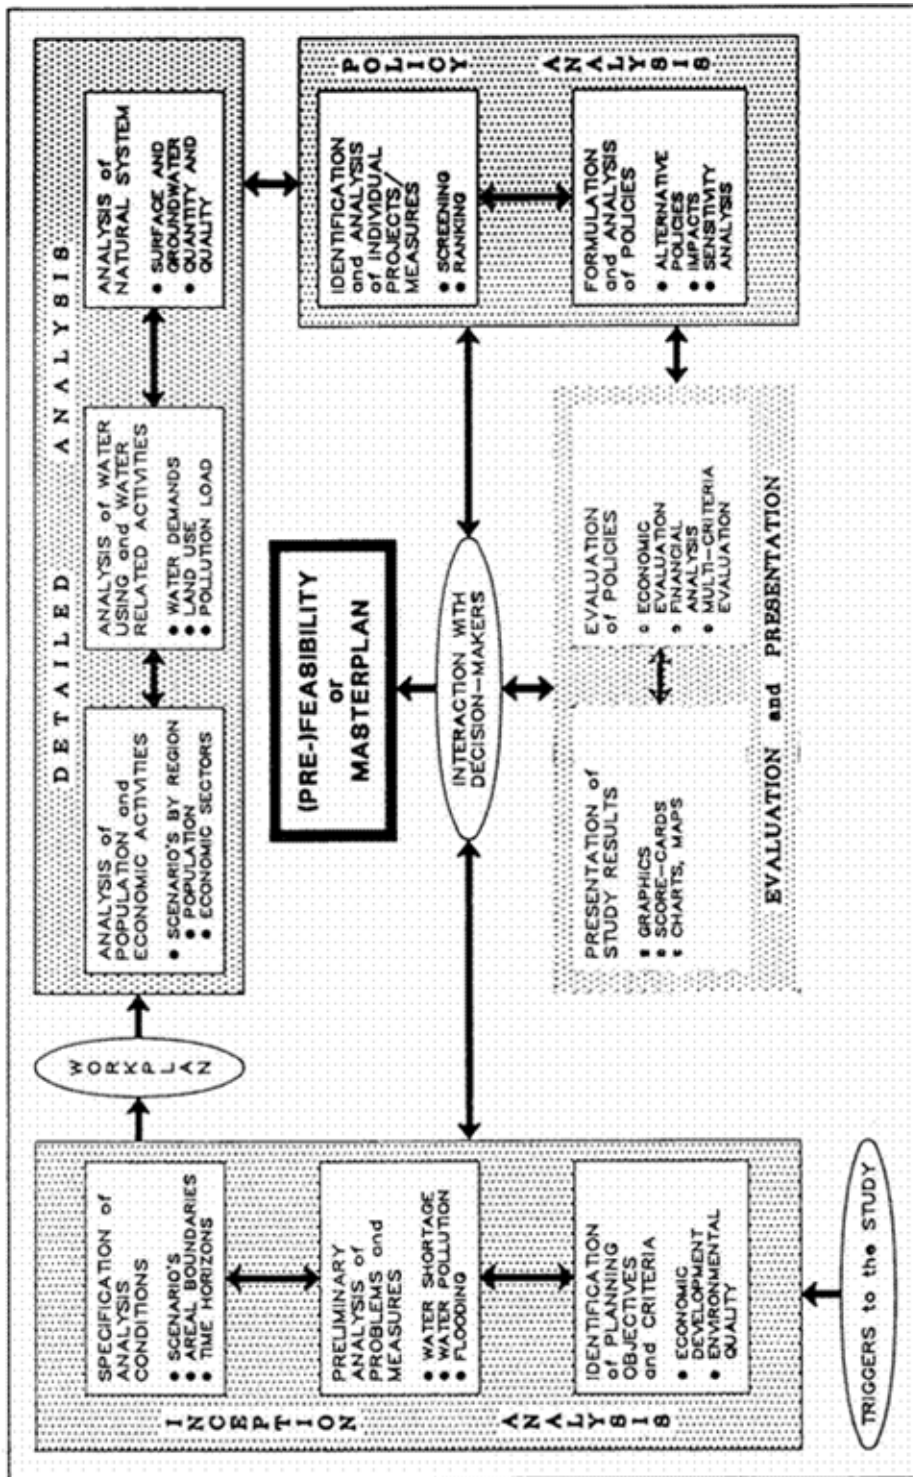 DETAILED ANALYSIS
ANALYSIS of
POPULATION and
ECONOMIC ACTIVITIES
● SCENARIO'S BY REGION
● POPULATION
● ECONOMIC SECTORS
ANALYSIS of WATER
USING and WATER
RELATED ACTIVITIES
● WATER DEMANDS
● LAND USE
● POLLUTION LOAD
ANALYSIS of
NATURAL SYSTEM
● SURFACE AND
GROUNDWATER
● QUANTITY AND
QUALITY
WORKPLAN
INCEPTION ANALYSIS
SPECIFICATION of
ANALYSIS
CONDITIONS
● SCENARIO'S
● AREAL BOUNDARIES
● TIME HORIZONS
PRELIMINARY
ANALYSIS of
PROBLEMS and
MEASURES
● WATER SHORTAGE
● WATER POLLUTION
● FLOODING
IDENTIFICATION
of PLANNING
OBJECTIVES
and CRITERIA
● ECONOMIC
DEVELOPMENT
● ENVIRONMENTAL
QUALITY
TRIGGERS to the STUDY
(PRE-)FEASIBILITY
or
MASTERPLAN
INTERACTION WITH
DECISION-MAKERS
POLICY ANALYSIS
IDENTIFICATION
and ANALYSIS
of INDIVIDUAL
PROJECTS/
MEASURES
● SCREENING
● RANKING
FORMULATION
and ANALYSIS
of POLICIES
● ALTERNATIVE
POLICIES
● IMPACTS
● SENSITIVITY
ANALYSIS
PRESENTATION of
STUDY RESULTS
● GRAPHICS
● SCORE-CARDS
● CHARTS, MAPS
EVALUATION
of POLICIES
● ECONOMIC
EVALUATION
● FINANCIAL
ANALYSIS
● MULTI-CRITERIA
EVALUATION
EVALUATION and PRESENTATION